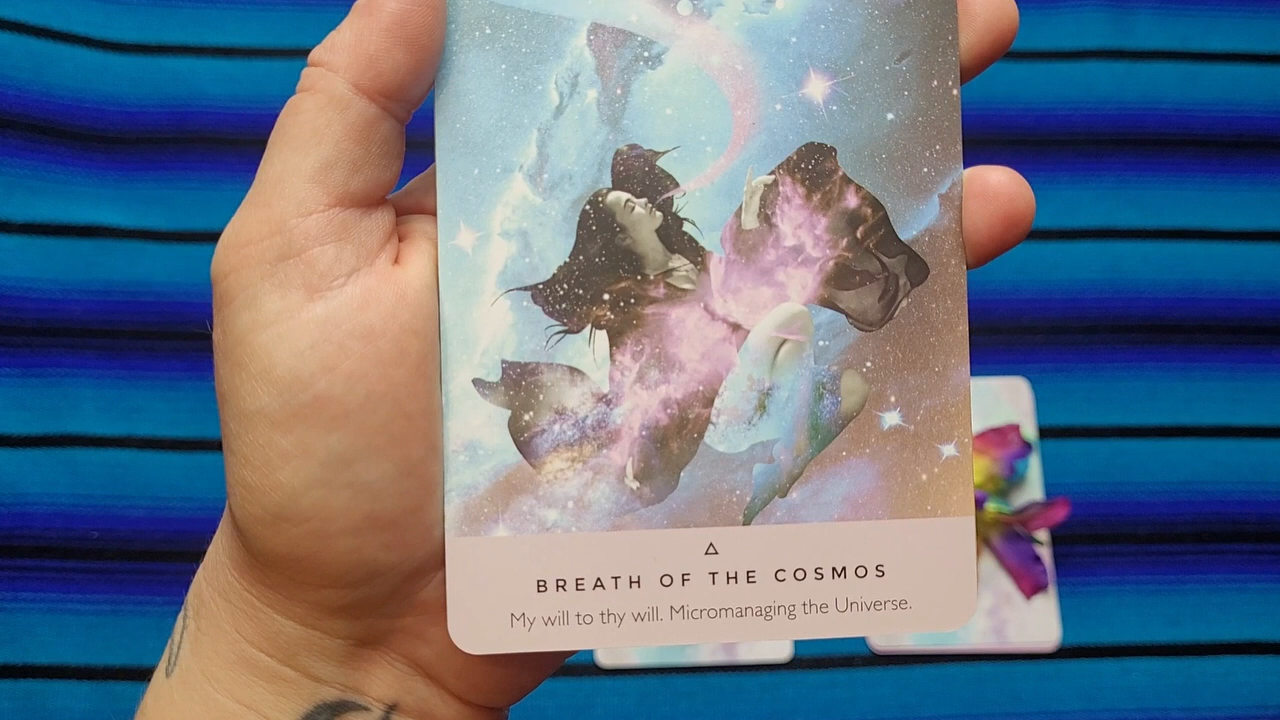 BREATH OF THE COSMOS
My will to thy will. Micromanaging the Universe.